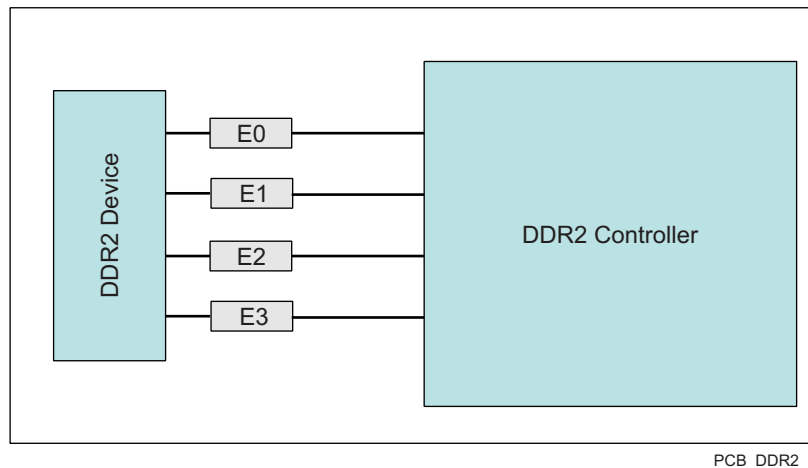 DDR2 Device
E0
E1
E2
E3
DDR2 Controller
PCB_DDR2